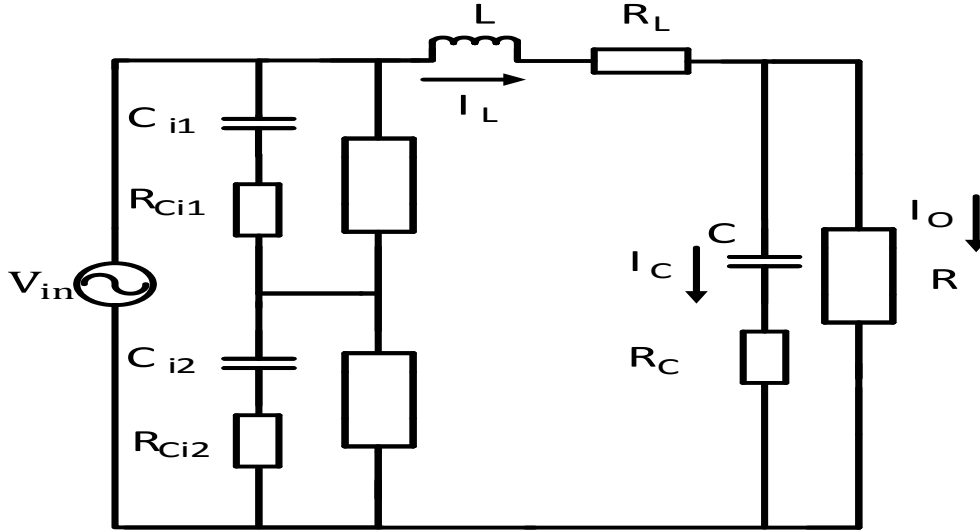 L
R_L
I_L
C_i1
R_Ci1
V_in
C_i2
R_Ci2
I_C
C
R_C
I_O
R